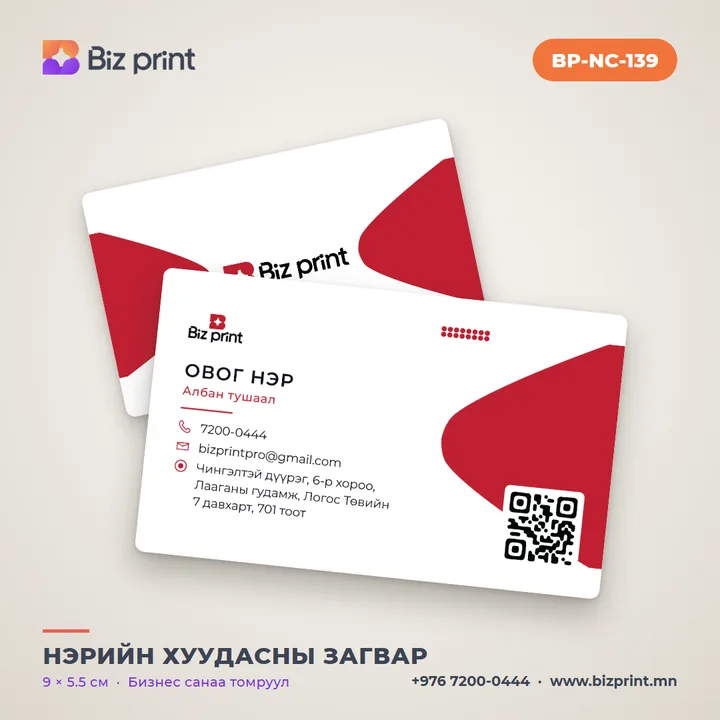 Biz print
BP-NC-139
Biz print
Biz print
ОВОГ НЭР
Албан тушаал
7200-0444
bizprintpro@gmail.com
Чингэлтэй дүүрэг, 6-р хороо,
Лааганы гудамж, Логос Төвийн
7 давхарт, 701 тоот
НЭРИЙН ХУУДАСНЫ ЗАГВАР
9 × 5.5 см · Бизнес санаа томруул
+976 7200-0444 · www.bizprint.mn